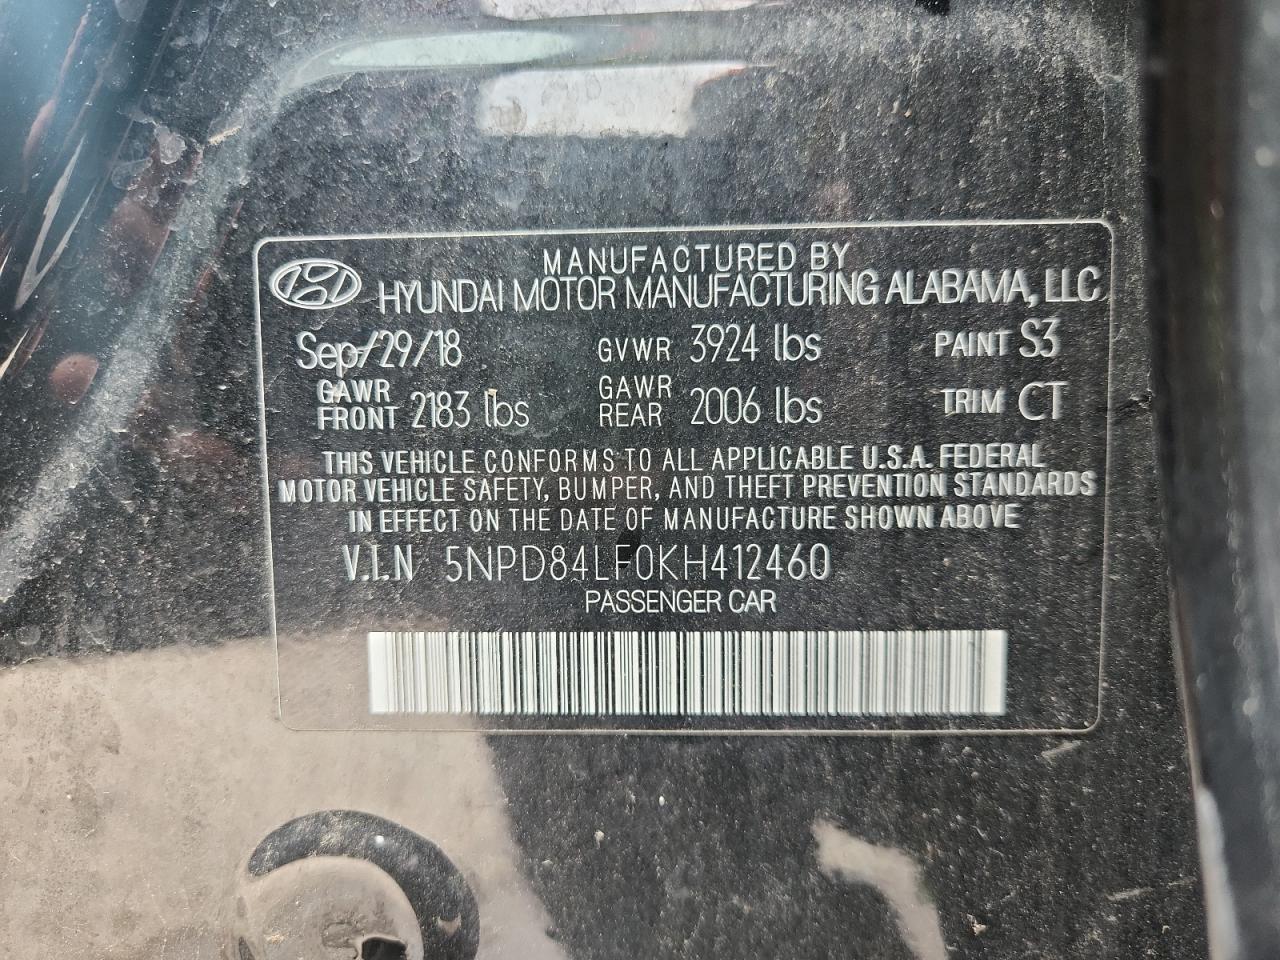 MANUFACTURED BY
HYUNDAI MOTOR MANUFACTURING ALABAMA, LLC
Sep/29/18 GVWR 3924 lbs PAINT S3
GAWR FRONT 2183 lbs GAWR REAR 2006 lbs TRIM CT
THIS VEHICLE CONFORMS TO ALL APPLICABLE U.S.A. FEDERAL
MOTOR VEHICLE SAFETY, BUMPER, AND THEFT PREVENTION STANDARDS
IN EFFECT ON THE DATE OF MANUFACTURE SHOWN ABOVE
V.I.N 5NPD84LF0KH412460
PASSENGER CAR